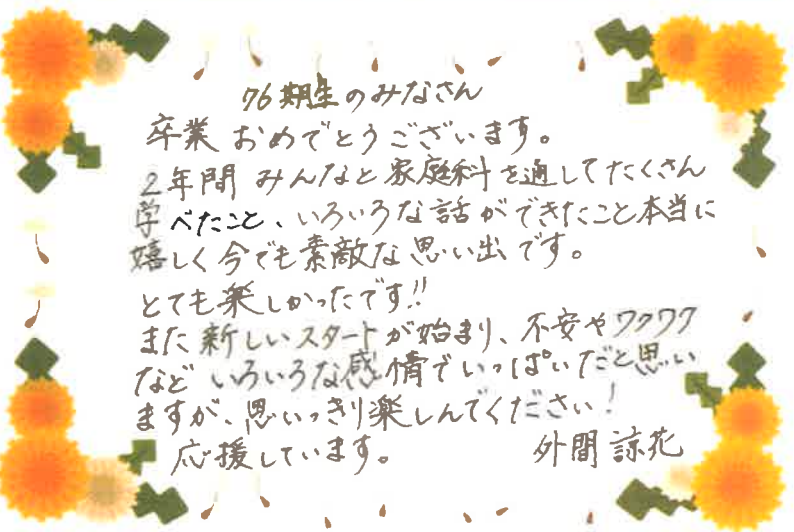 76期生のみなさん
卒業おめでとうございます。
2年間みんなと家庭科を通してたくさん
学べたこと、いろいろな話ができたこと本当に
嬉しく今でも素敵な思い出です。
とても楽しかったです!!
また新しいスタートが始まり、不安やワクワク
などいろいろな感情でいっぱいだと思い
ますが、思いっきり楽しんでください!
応援しています。 外間 諒花